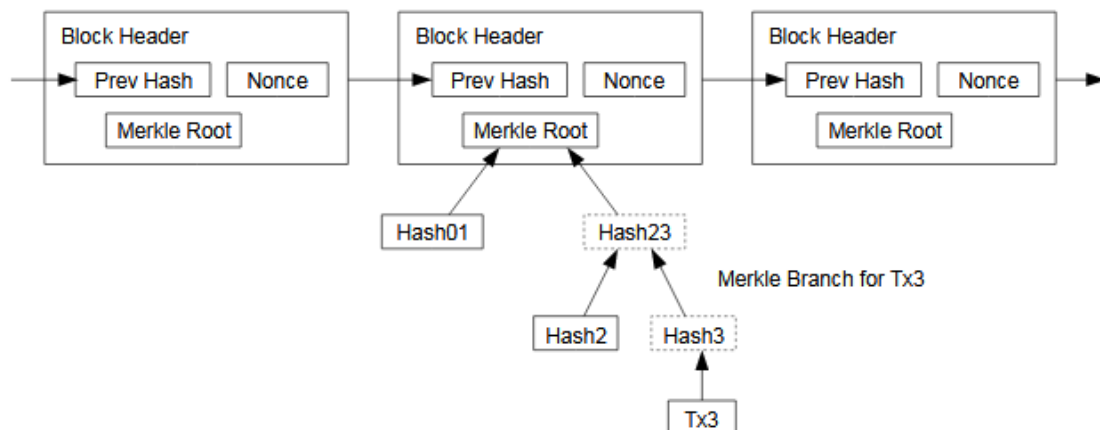 Block Header
Block Header
Block Header
Prev Hash
Nonce
Prev Hash
Nonce
Prev Hash
Nonce
Merkle Root
Merkle Root
Merkle Root
Hash01
Hash23
Merkle Branch for Tx3
Hash2
Hash3
Tx3